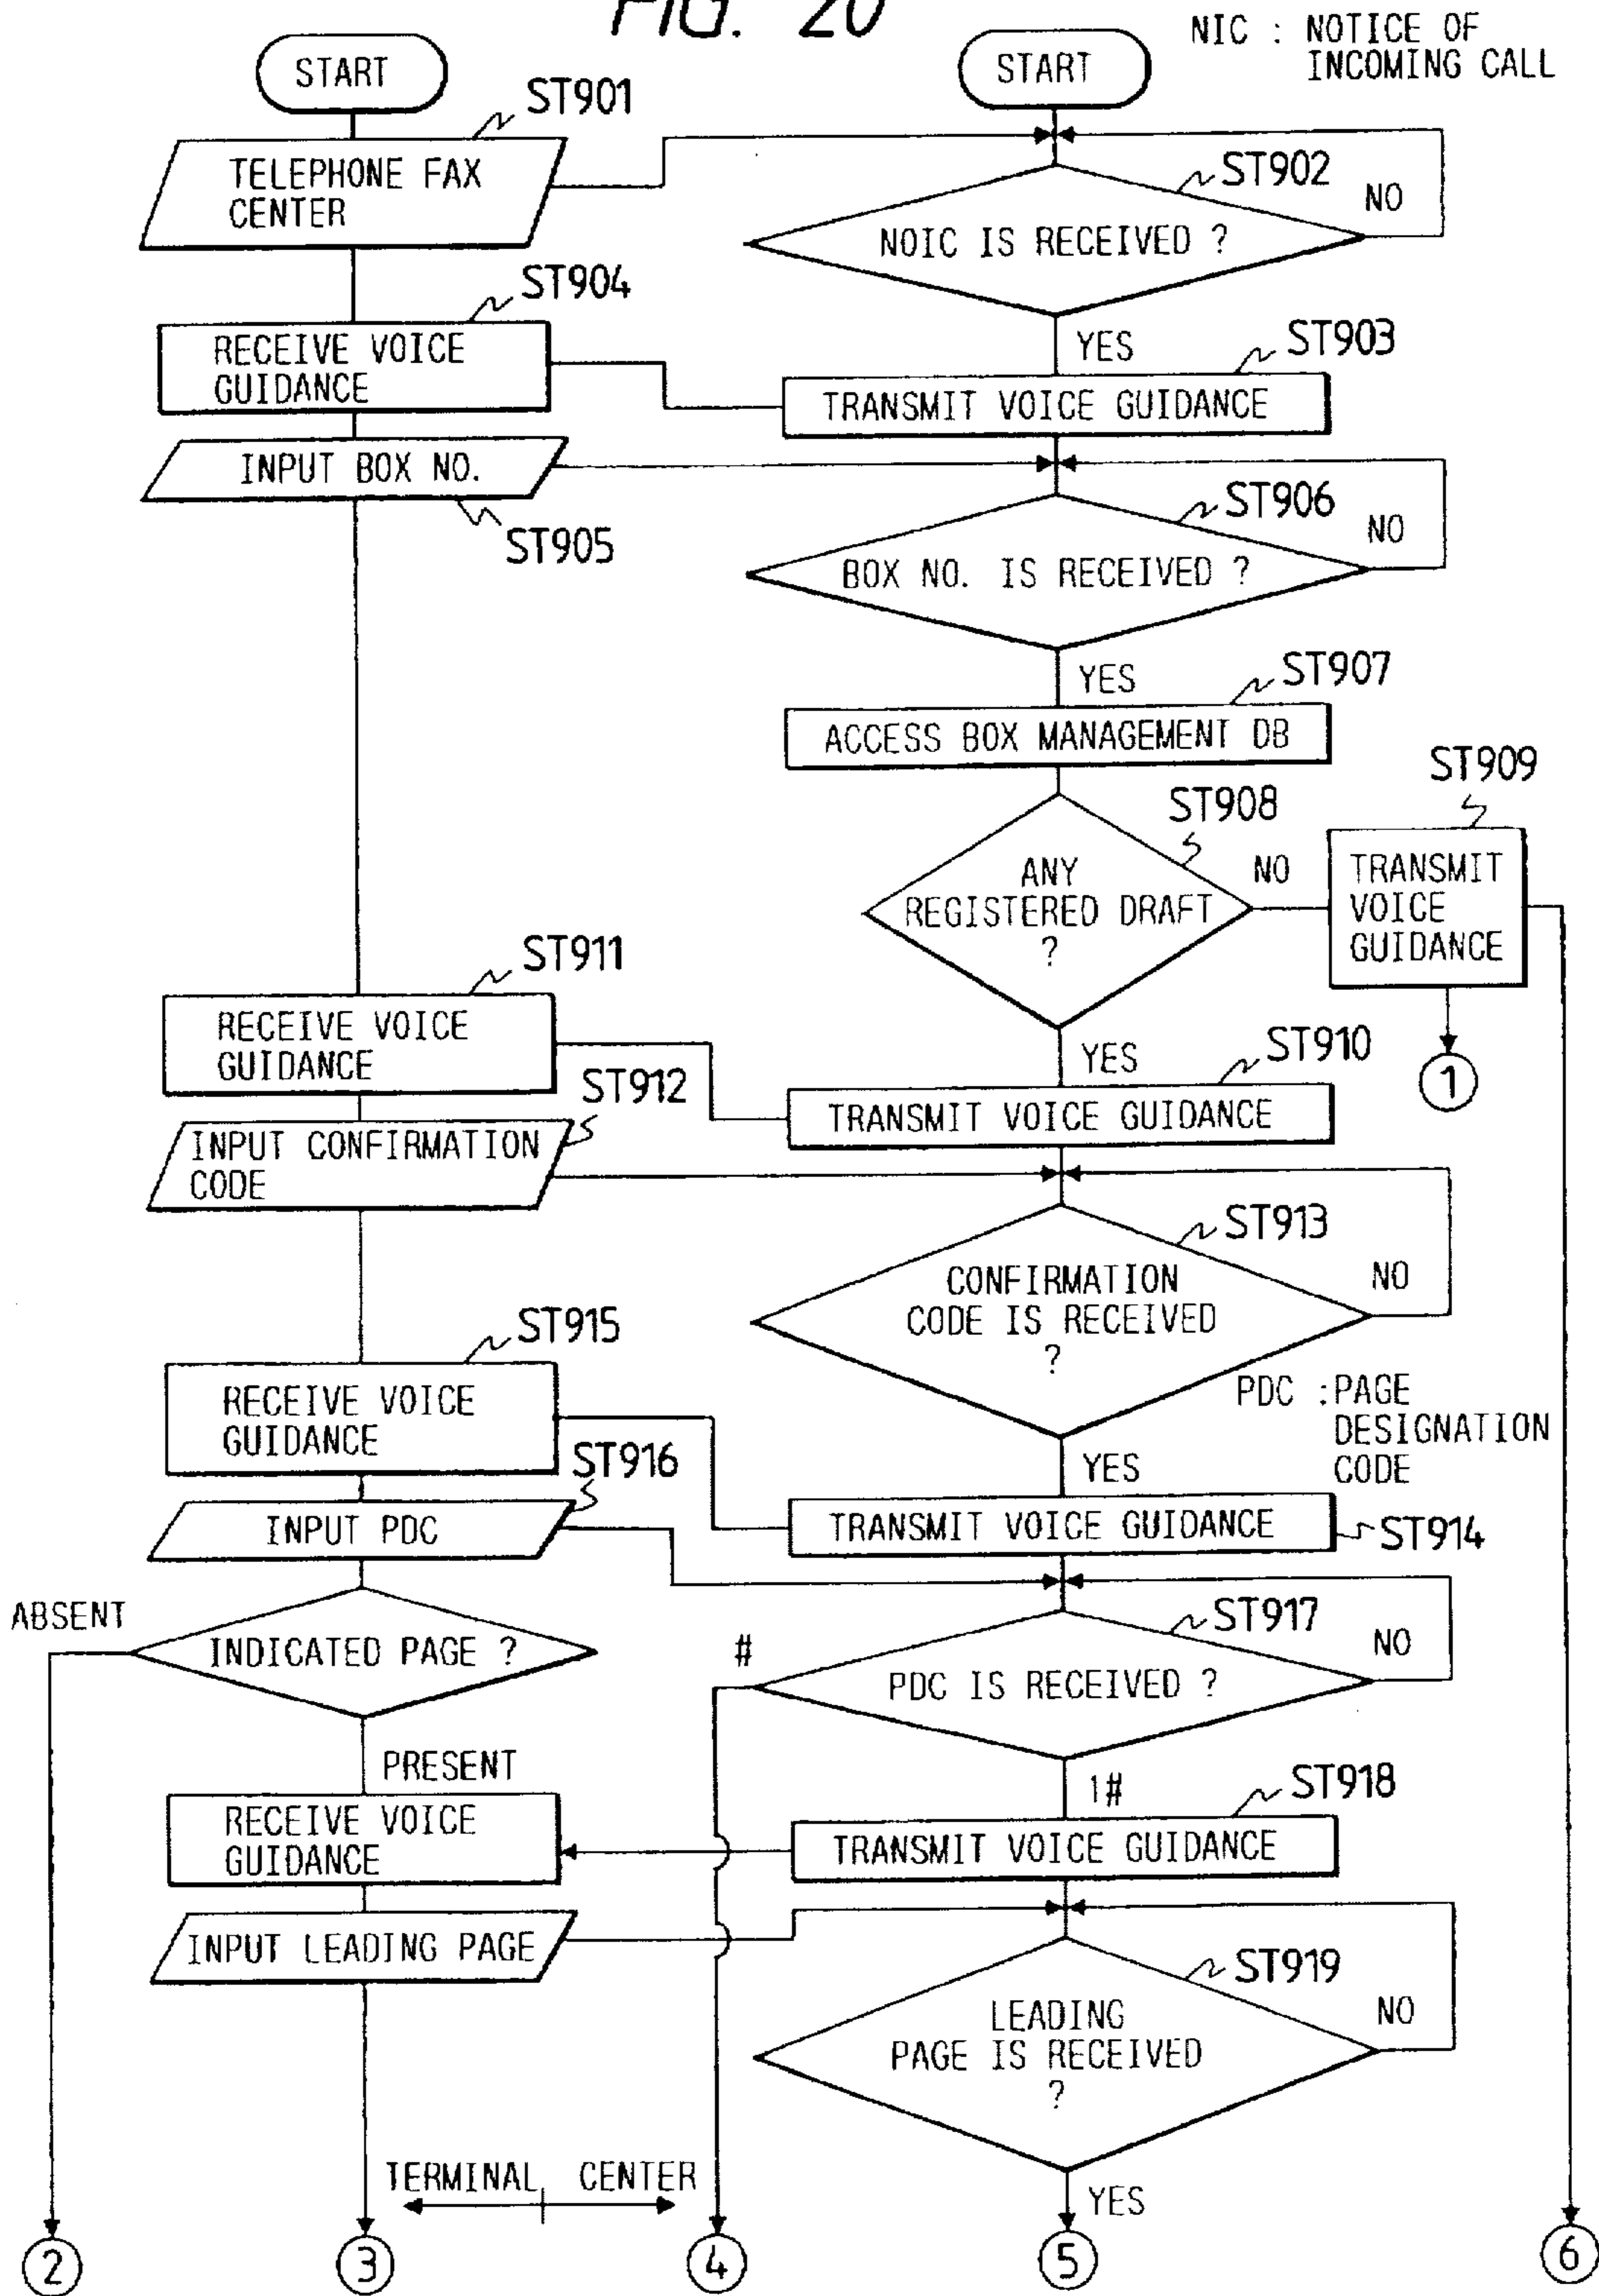 FIG. 20
NIC : NOTICE OF
INCOMING CALL
START
START
ST901
TELEPHONE FAX
CENTER
ST902
NO
NOIC IS RECEIVED ?
ST904
RECEIVE VOICE
GUIDANCE
YES
ST903
TRANSMIT VOICE GUIDANCE
INPUT BOX NO.
ST905
ST906
NO
BOX NO. IS RECEIVED ?
YES
ST907
ACCESS BOX MANAGEMENT DB
ST909
ST908
ANY
REGISTERED DRAFT
?
NO
TRANSMIT
VOICE
GUIDANCE
1
ST911
RECEIVE VOICE
GUIDANCE
YES
ST910
TRANSMIT VOICE GUIDANCE
ST912
INPUT CONFIRMATION
CODE
ST913
NO
CONFIRMATION
CODE IS RECEIVED
?
ST915
RECEIVE VOICE
GUIDANCE
PDC :PAGE
DESIGNATION
CODE
YES
ST916
INPUT PDC
TRANSMIT VOICE GUIDANCE
ST914
ABSENT
INDICATED PAGE ?
ST917
NO
#
PDC IS RECEIVED ?
PRESENT
1#
ST918
RECEIVE VOICE
GUIDANCE
TRANSMIT VOICE GUIDANCE
INPUT LEADING PAGE
ST919
NO
LEADING
PAGE IS RECEIVED
?
TERMINAL CENTER
YES
2
3
4
5
6